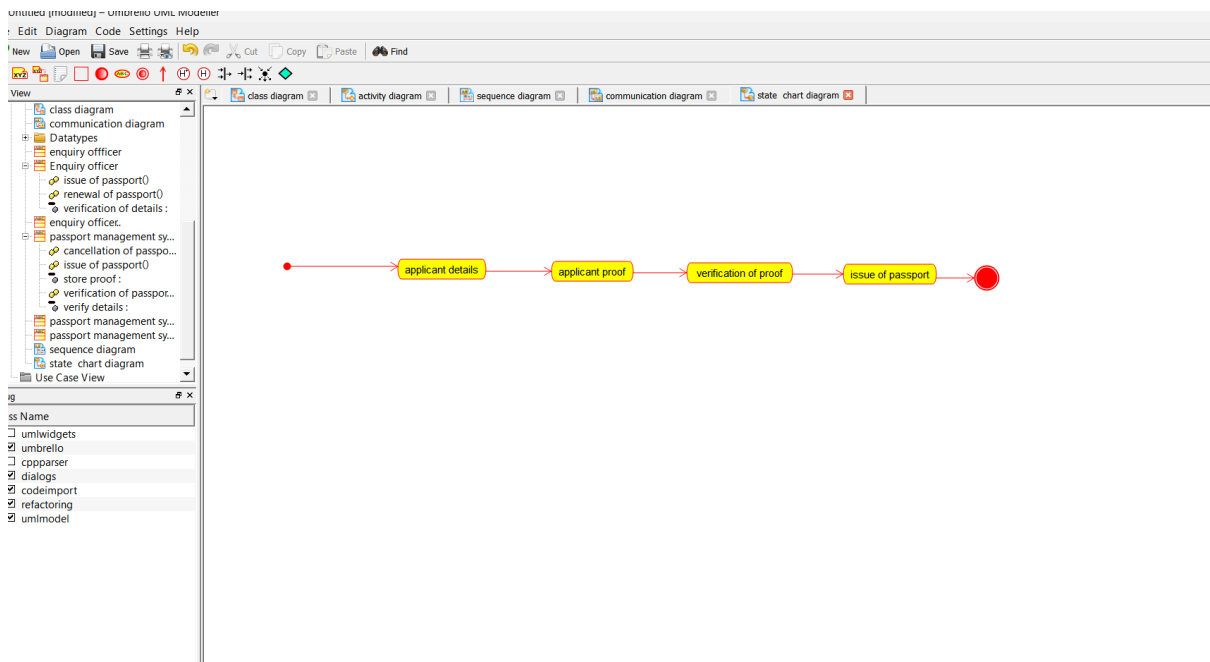 Untitled [modified] – Umbrello UML Modeller
Edit Diagram Code Settings Help
New Open Save Cut Copy Paste Find
View
class diagram activity diagram sequence diagram communication diagram state chart diagram
class diagram
communication diagram
Datatypes
enquiry offficer
Enquiry officer
issue of passport()
renewal of passport()
verification of details :
enquiry officer..
passport management sy...
cancellation of passpo...
issue of passport()
store proof :
verification of passpor...
verify details :
passport management sy...
passport management sy...
sequence diagram
state chart diagram
Use Case View
ss Name
umlwidgets
umbrello
cppparser
dialogs
codeimport
refactoring
umlmodel
applicant details
applicant proof
verification of proof
issue of passport